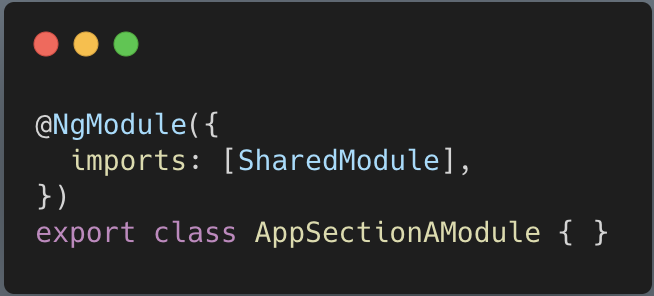 @NgModule({
  imports: [SharedModule],
})
export class AppSectionAModule { }